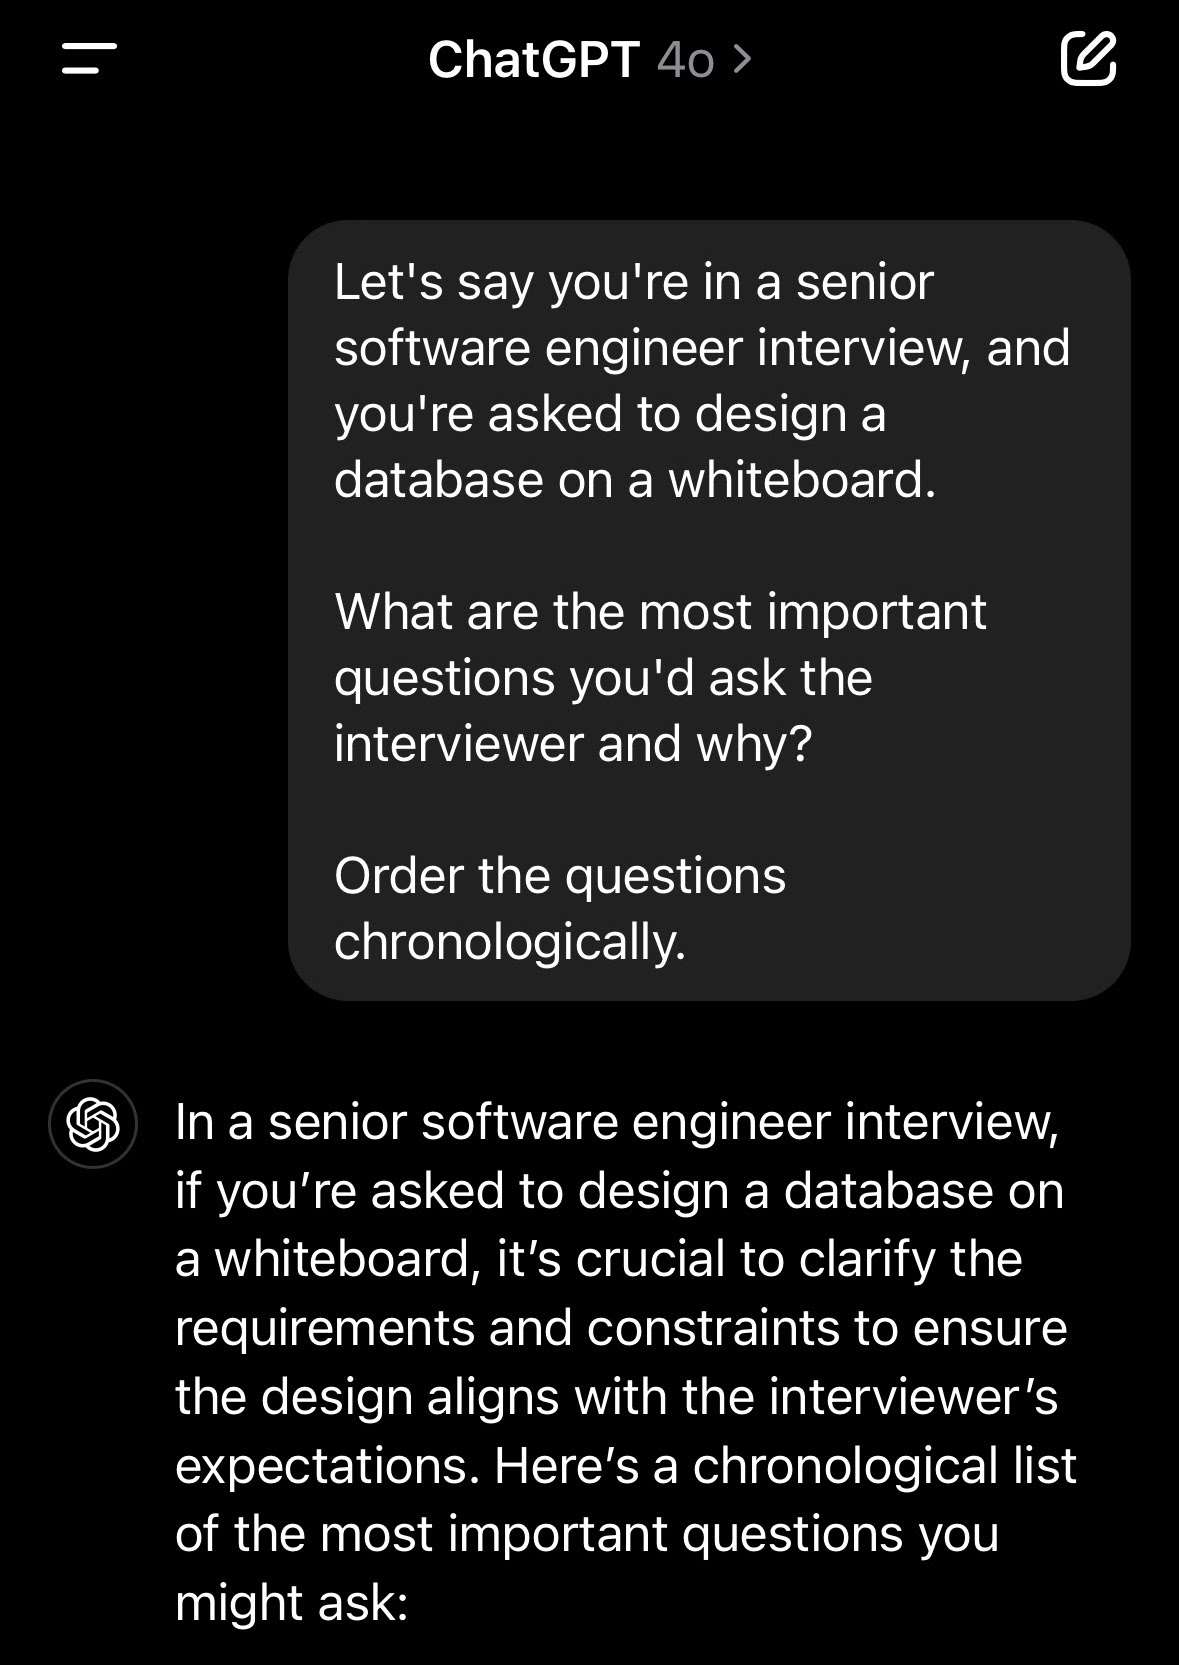 ChatGPT 4o >
Let's say you're in a senior
software engineer interview, and
you're asked to design a
database on a whiteboard.
What are the most important
questions you'd ask the
interviewer and why?
Order the questions
chronologically.
In a senior software engineer interview,
if you’re asked to design a database on
a whiteboard, it’s crucial to clarify the
requirements and constraints to ensure
the design aligns with the interviewer’s
expectations. Here’s a chronological list
of the most important questions you
might ask: